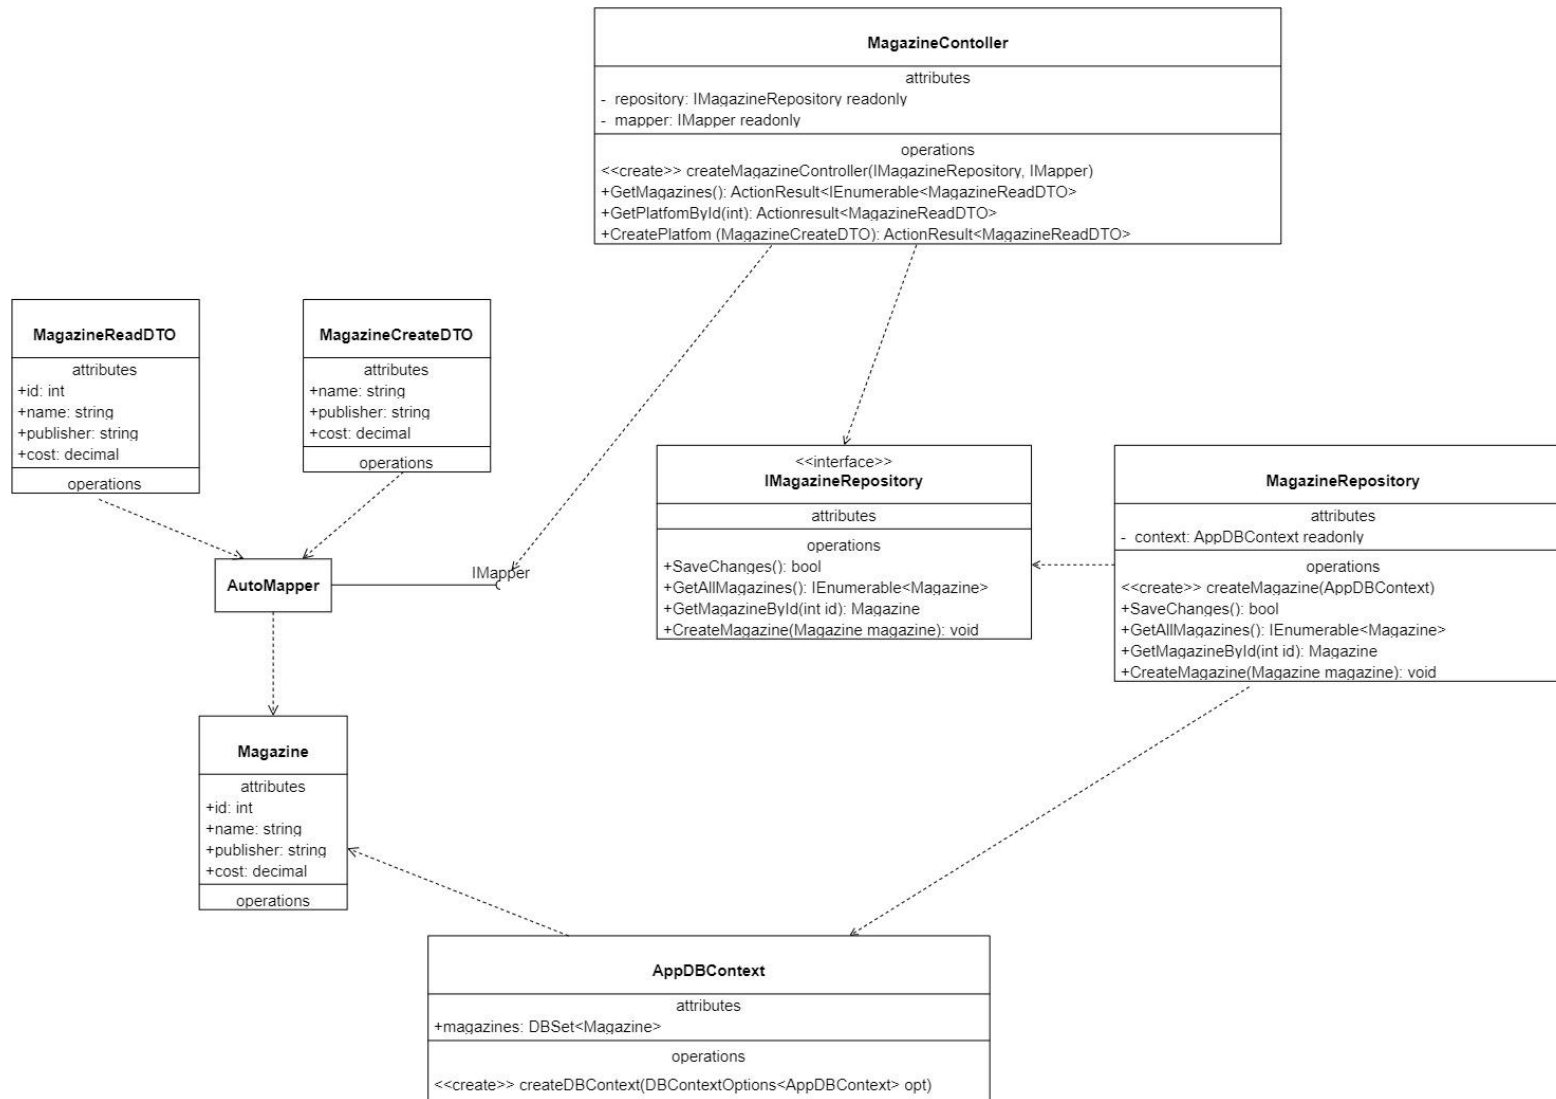 MagazineContoller
attributes
- repository: IMagazineRepository readonly
- mapper: IMapper readonly
operations
<<create>> createMagazineController(IMagazineRepository, IMapper)
+GetMagazines(): ActionResult<IEnumerable<MagazineReadDTO>
+GetPlatfomById(int): Actionresult<MagazineReadDTO>
+CreatePlatfom (MagazineCreateDTO): ActionResult<MagazineReadDTO>
MagazineReadDTO
attributes
+id: int
+name: string
+publisher: string
+cost: decimal
operations
MagazineCreateDTO
attributes
+name: string
+publisher: string
+cost: decimal
operations
AutoMapper
IMapper
<<interface>>
IMagazineRepository
attributes
operations
+SaveChanges(): bool
+GetAllMagazines(): IEnumerable<Magazine>
+GetMagazineById(int id): Magazine
+CreateMagazine(Magazine magazine): void
MagazineRepository
attributes
- context: AppDBContext readonly
operations
<<create>> createMagazine(AppDBContext)
+SaveChanges(): bool
+GetAllMagazines(): IEnumerable<Magazine>
+GetMagazineById(int id): Magazine
+CreateMagazine(Magazine magazine): void
Magazine
attributes
+id: int
+name: string
+publisher: string
+cost: decimal
operations
AppDBContext
attributes
+magazines: DBSet<Magazine>
operations
<<create>> createDBContext(DBContextOptions<AppDBContext> opt)